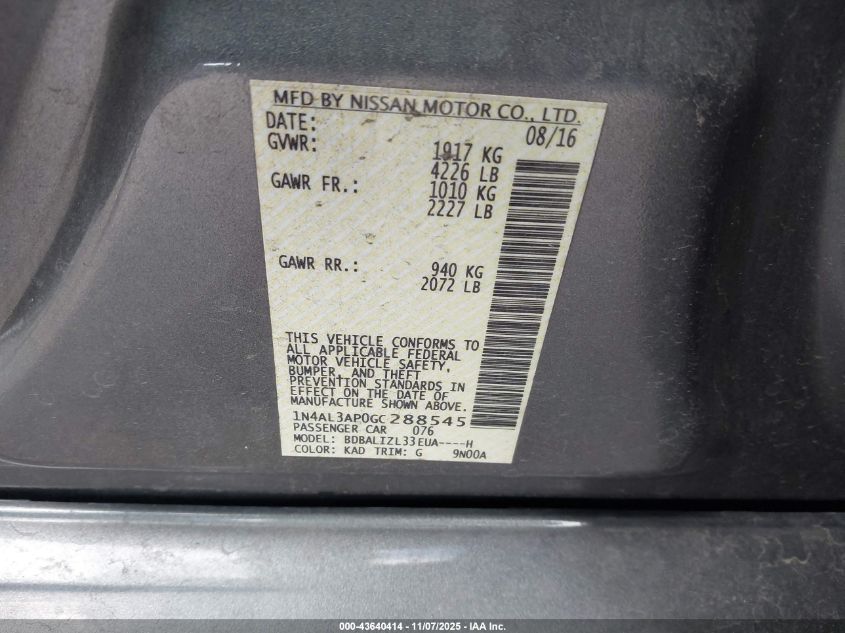 MFD BY NISSAN MOTOR CO., LTD.
DATE: 08/16
GVWR: 1917 KG
4226 LB
GAWR FR.: 1010 KG
2227 LB
GAWR RR.: 940 KG
2072 LB
THIS VEHICLE CONFORMS TO
ALL APPLICABLE FEDERAL
MOTOR VEHICLE SAFETY,
BUMPER, AND THEFT
PREVENTION STANDARDS IN
EFFECT ON THE DATE OF
MANUFACTURE SHOWN ABOVE.
1N4AL3AP0GC288545
PASSENGER CAR 076
MODEL: BDBALIZL33EUA----H
COLOR: KAD TRIM: G 9N00A
000-43640414 - 11/07/2025 - IAA Inc.